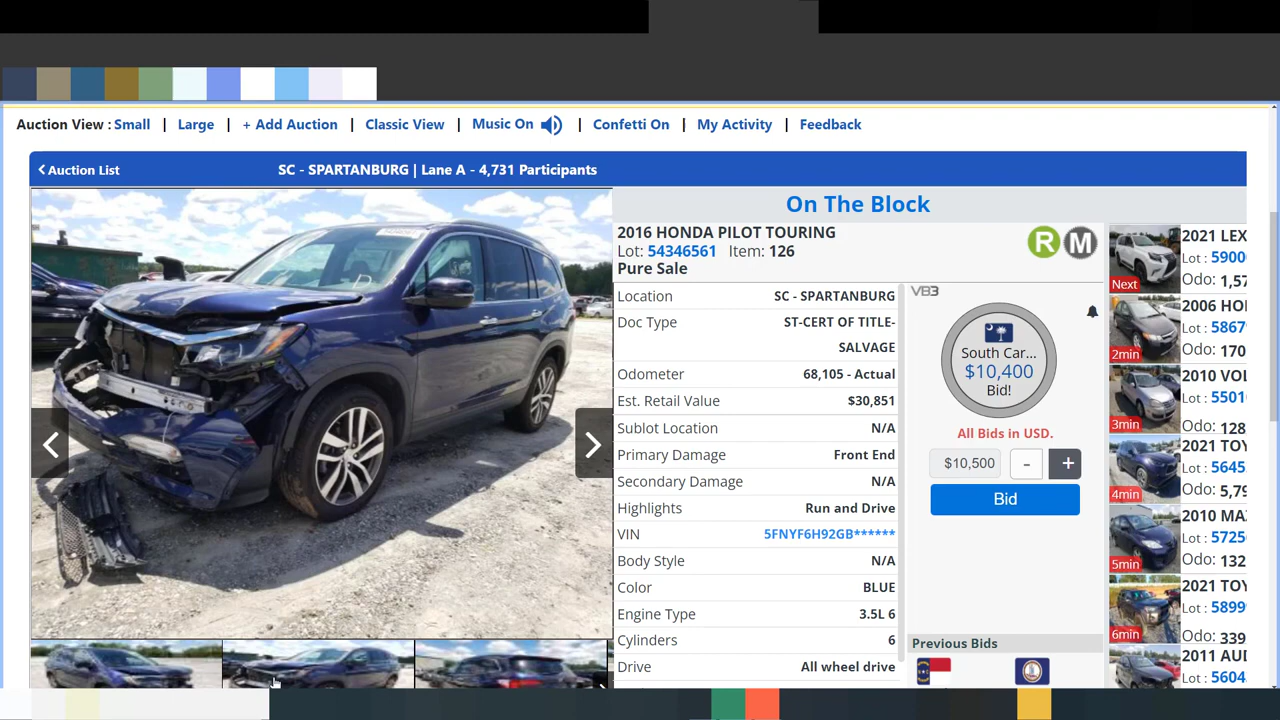 Auction View : Small | Large | + Add Auction | Classic View | Music On | Confetti On | My Activity | Feedback
Auction List
SC - SPARTANBURG | Lane A - 4,731 Participants
On The Block
2016 HONDA PILOT TOURING
Lot: 54346561 Item: 126
Pure Sale
R M
Location SC - SPARTANBURG
Doc Type ST-CERT OF TITLE-
SALVAGE
Odometer 68,105 - Actual
Est. Retail Value $30,851
Sublot Location N/A
Primary Damage Front End
Secondary Damage N/A
Highlights Run and Drive
VIN 5FNYF6H92GB******
Body Style N/A
Color BLUE
Engine Type 3.5L 6
Cylinders 6
Drive All wheel drive
VB3
South Car...
$10,400
Bid!
All Bids in USD.
$10,500 - +
Bid
Previous Bids
2021 LEX
Lot : 5900
Next
Odo: 1,57
2006 HO
Lot : 5867
2min
Odo: 170
2010 VOL
Lot : 5501
3min
Odo: 128
2021 TOY
Lot : 5645
4min
Odo: 5,79
2010 MA
Lot : 5725
5min
Odo: 132
2021 TOY
Lot : 5899
6min
Odo: 339
2011 AUD
Lot : 5604